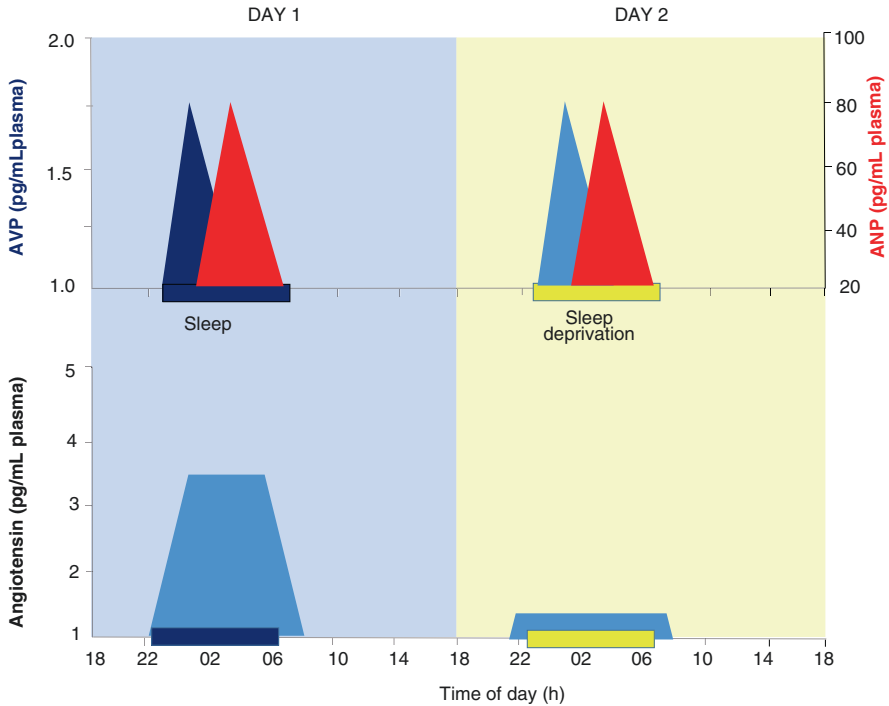 DAY 1
DAY 2
2.0
1.5
1.0
AVP (pg/mLplasma)
100
80
60
40
20
ANP (pg/mL plasma)
Sleep
Sleep
deprivation
5
4
3
2
1
Angiotensin (pg/mL plasma)
18 22 02 06 10 14 18 22 02 06 10 14 18
Time of day (h)